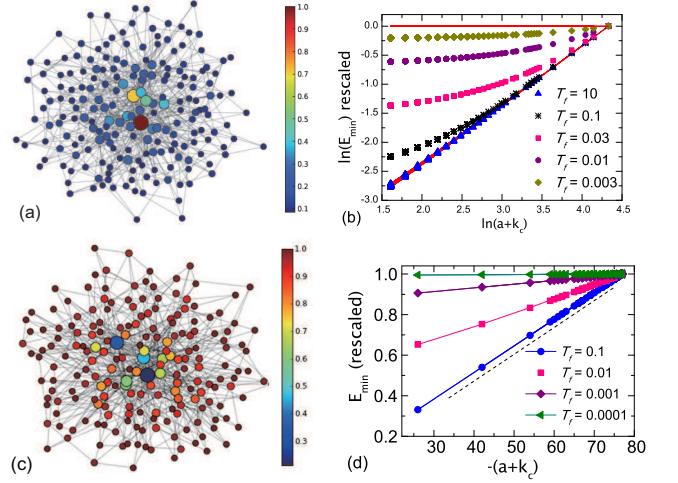 (a)
1.0
0.9
0.8
0.7
0.6
0.5
0.4
0.3
0.2
0.1
(b)
ln(E_min) rescaled
0.0
-0.5
-1.0
-1.5
-2.0
-2.5
-3.0
T_f = 10
T_f = 0.1
T_f = 0.03
T_f = 0.01
T_f = 0.003
1.5 2.0 2.5 3.0 3.5 4.0 4.5
ln(a+k_c)
(c)
1.0
0.9
0.8
0.7
0.6
0.5
0.4
0.3
(d)
E_min (rescaled)
1.0
0.8
0.6
0.4
0.2
T_f = 0.1
T_f = 0.01
T_f = 0.001
T_f = 0.0001
30 40 50 60 70 80
-(a+k_c)